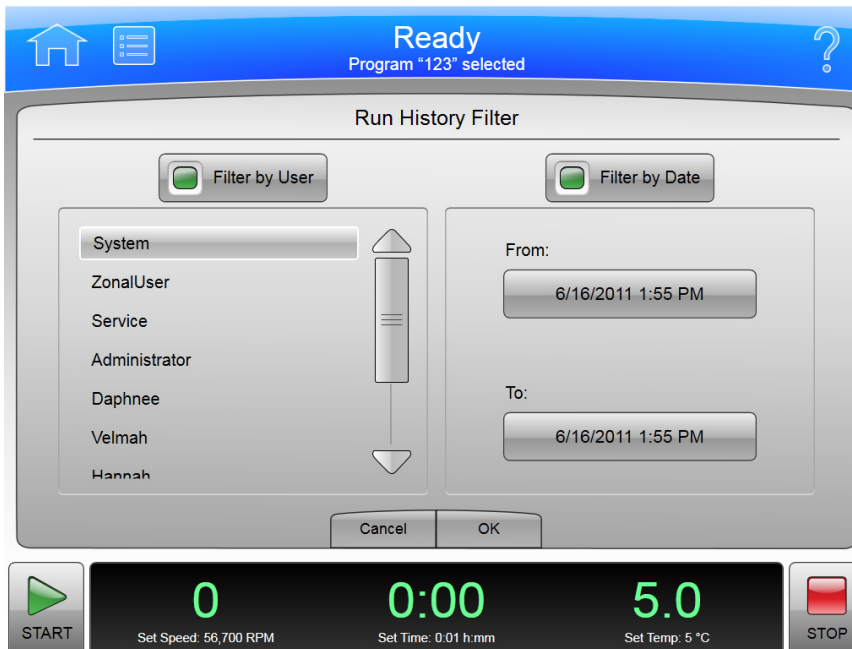 Ready
Program “123” selected
Run History Filter
Filter by User
Filter by Date
System
ZonalUser
Service
Administrator
Daphnee
Velmah
Hannah
From:
6/16/2011 1:55 PM
To:
6/16/2011 1:55 PM
Cancel
OK
START
0
Set Speed: 56,700 RPM
0:00
Set Time: 0:01 h:mm
5.0
Set Temp: 5 °C
STOP